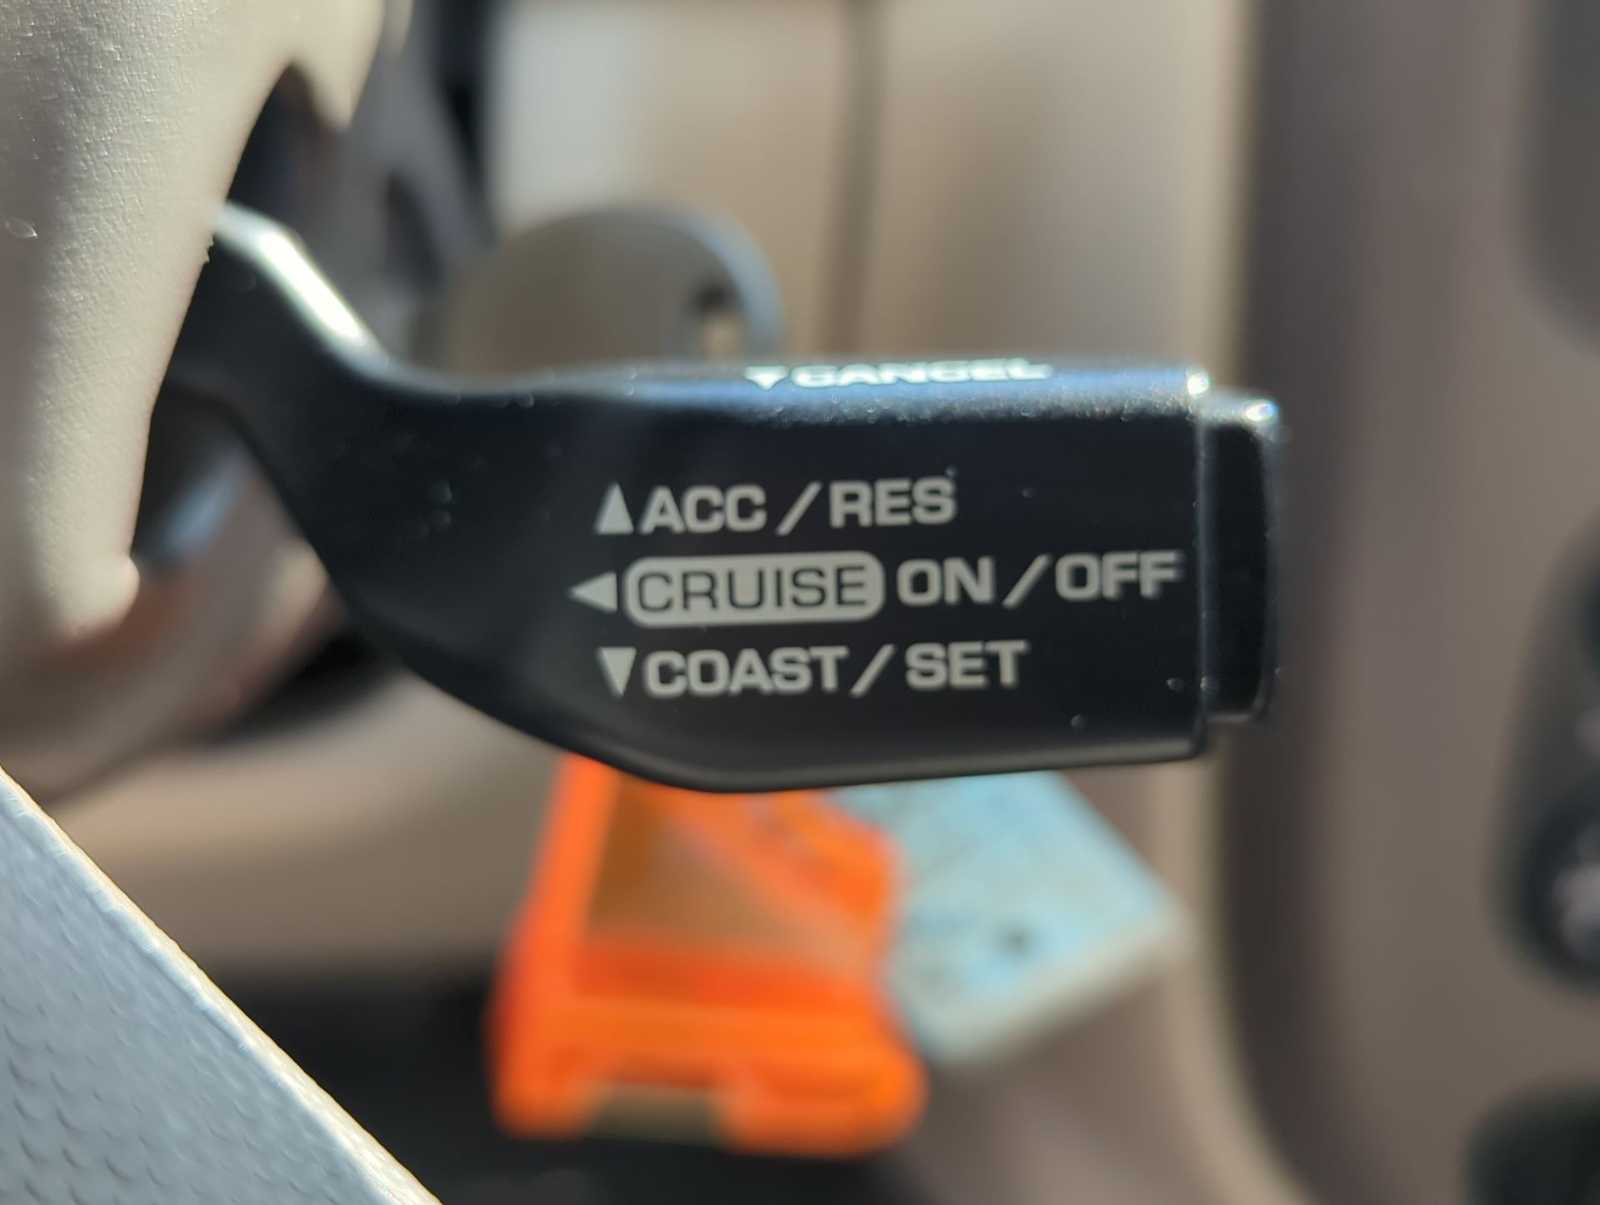 ▼CANCEL
▲ACC/RES
◀CRUISE ON/OFF
▼COAST/SET